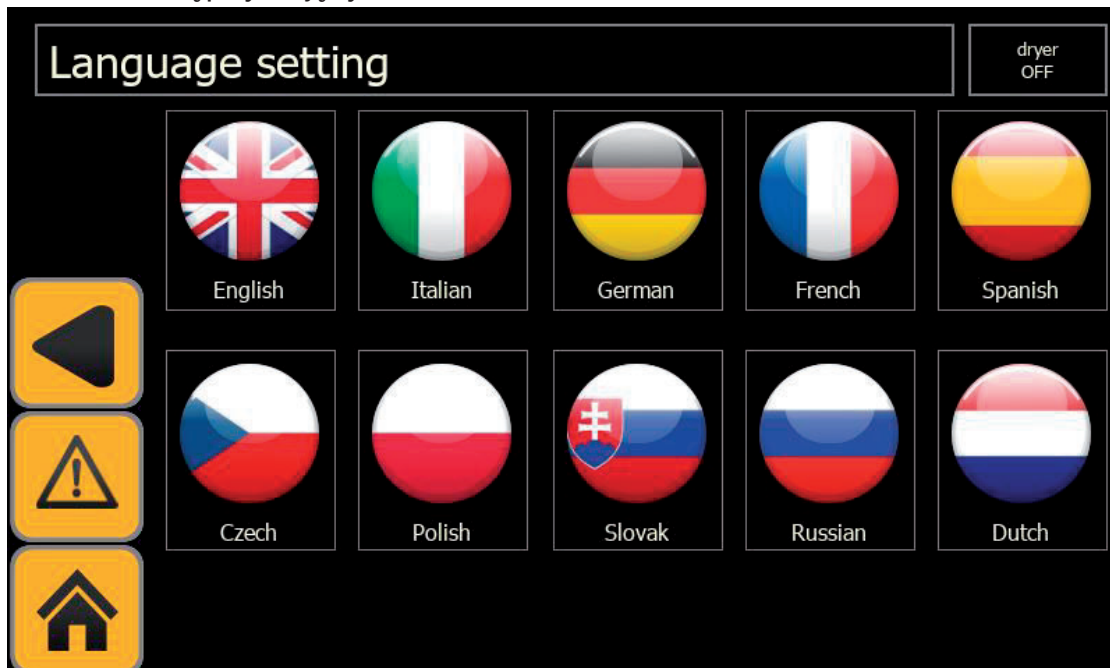 Language setting
dryer
OFF
English
Italian
German
French
Spanish
Czech
Polish
Slovak
Russian
Dutch